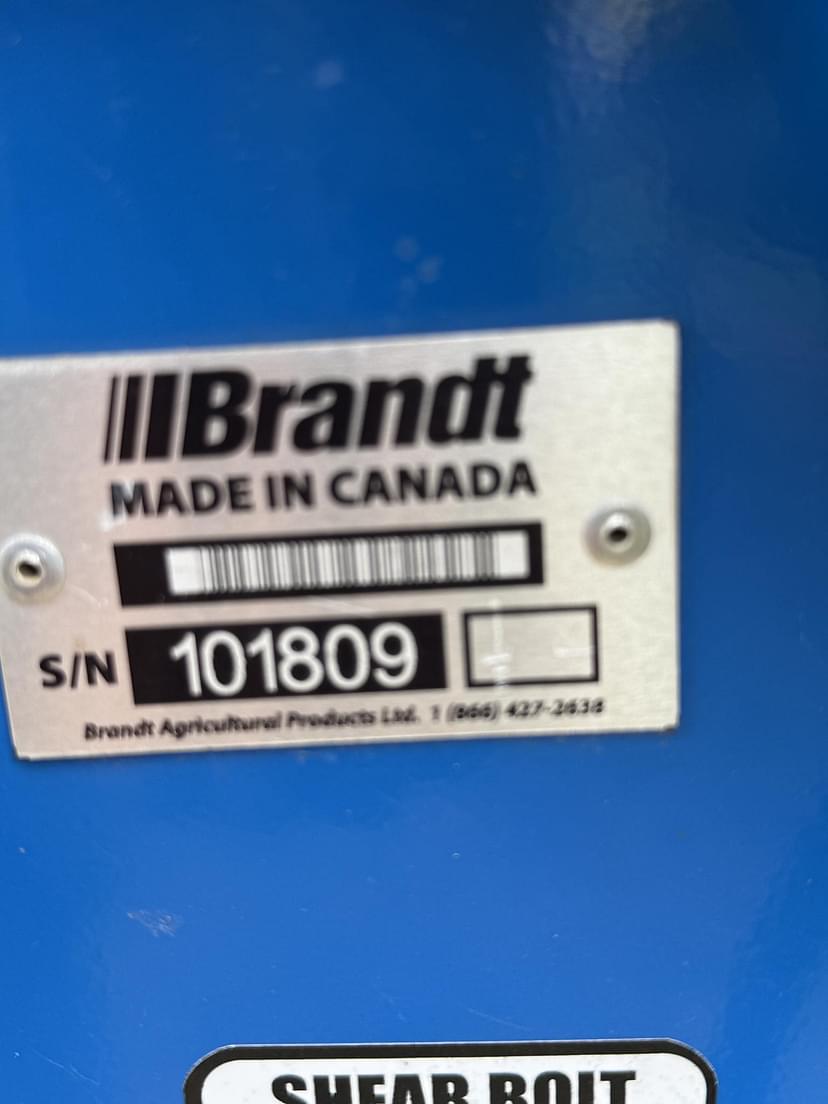 Brandt
MADE IN CANADA
S/N 101809
Brandt Agricultural Products Ltd. 1 (866) 427-2638
SHEAR BOLT